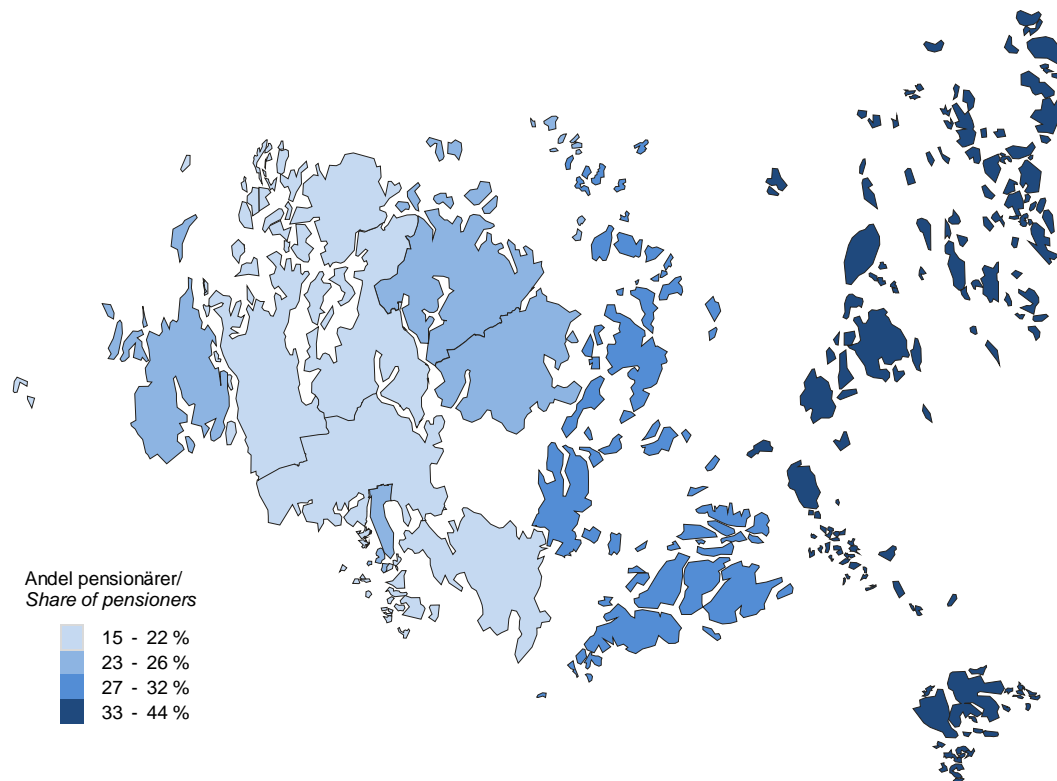 Andel pensionärer/
Share of pensioners
15 - 22 %
23 - 26 %
27 - 32 %
33 - 44 %